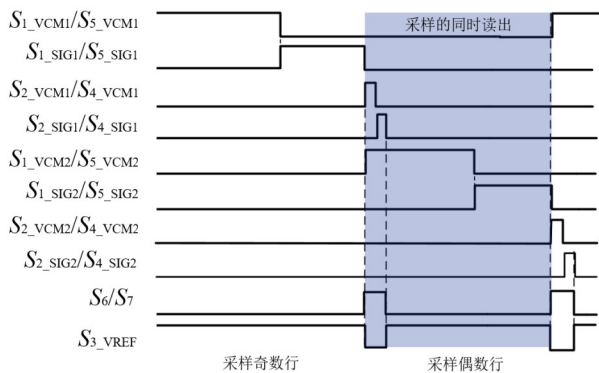 S1_VCM1/S5_VCM1
采样的同时读出
S1_SIG1/S5_SIG1
S2_VCM1/S4_VCM1
S2_SIG1/S4_SIG1
S1_VCM2/S5_VCM2
S1_SIG2/S5_SIG2
S2_VCM2/S4_VCM2
S2_SIG2/S4_SIG2
S6/S7
S3_VREF
采样奇数行 采样偶数行